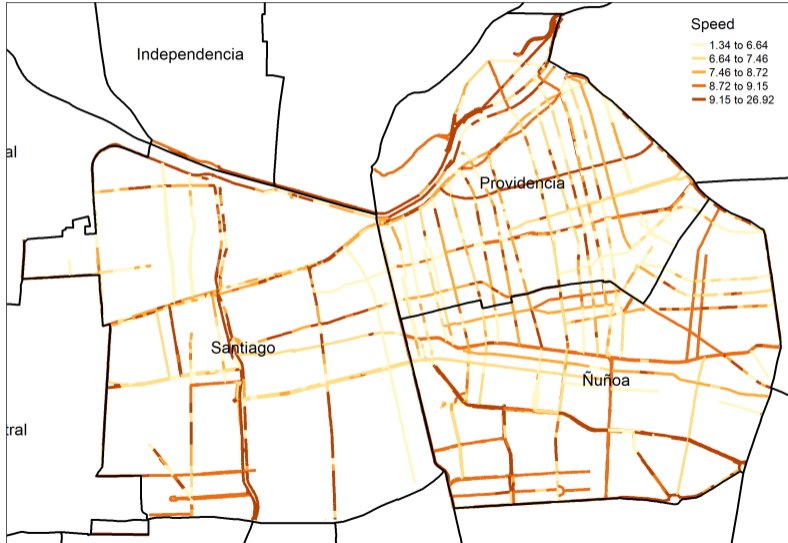 Speed
1.34 to 6.64
6.64 to 7.46
7.46 to 8.72
8.72 to 9.15
9.15 to 26.92
Independencia
al
Providencia
Santiago
Ñuñoa
tral